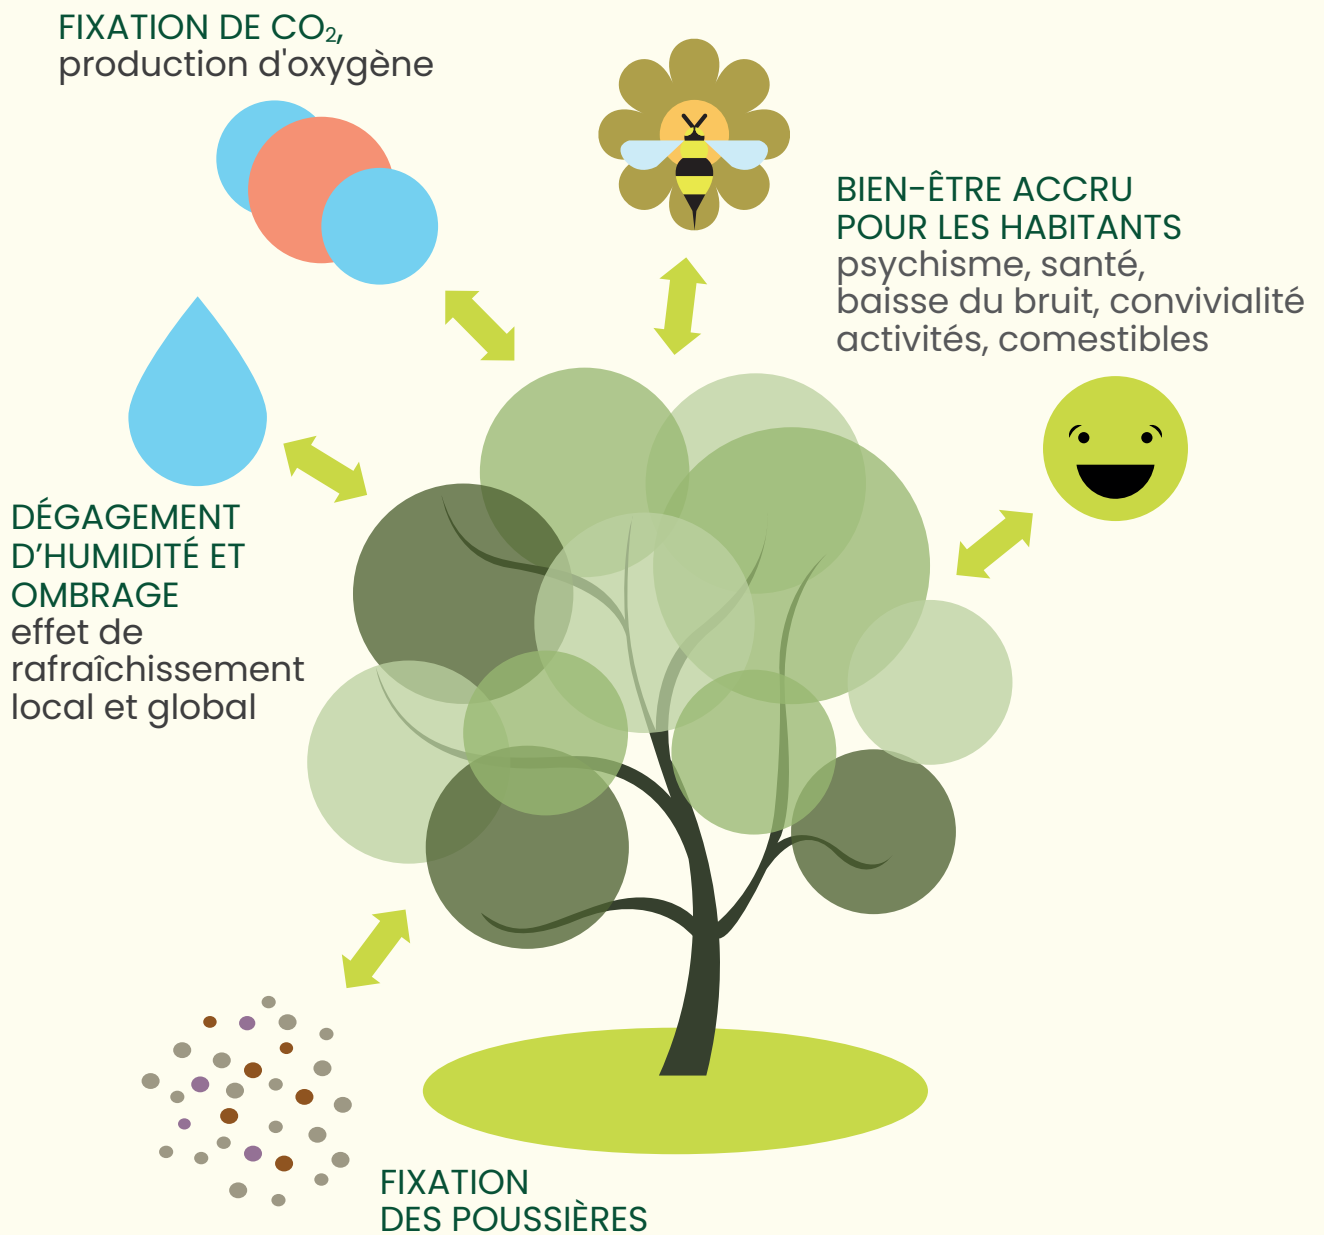 FIXATION DE CO₂,
production d'oxygène
BIEN-ÊTRE ACCRU
POUR LES HABITANTS
psychisme, santé,
baisse du bruit, convivialité
activités, comestibles
DÉGAGEMENT
D’HUMIDITÉ ET
OMBRAGE
effet de
rafraîchissement
local et global
FIXATION
DES POUSSIÈRES